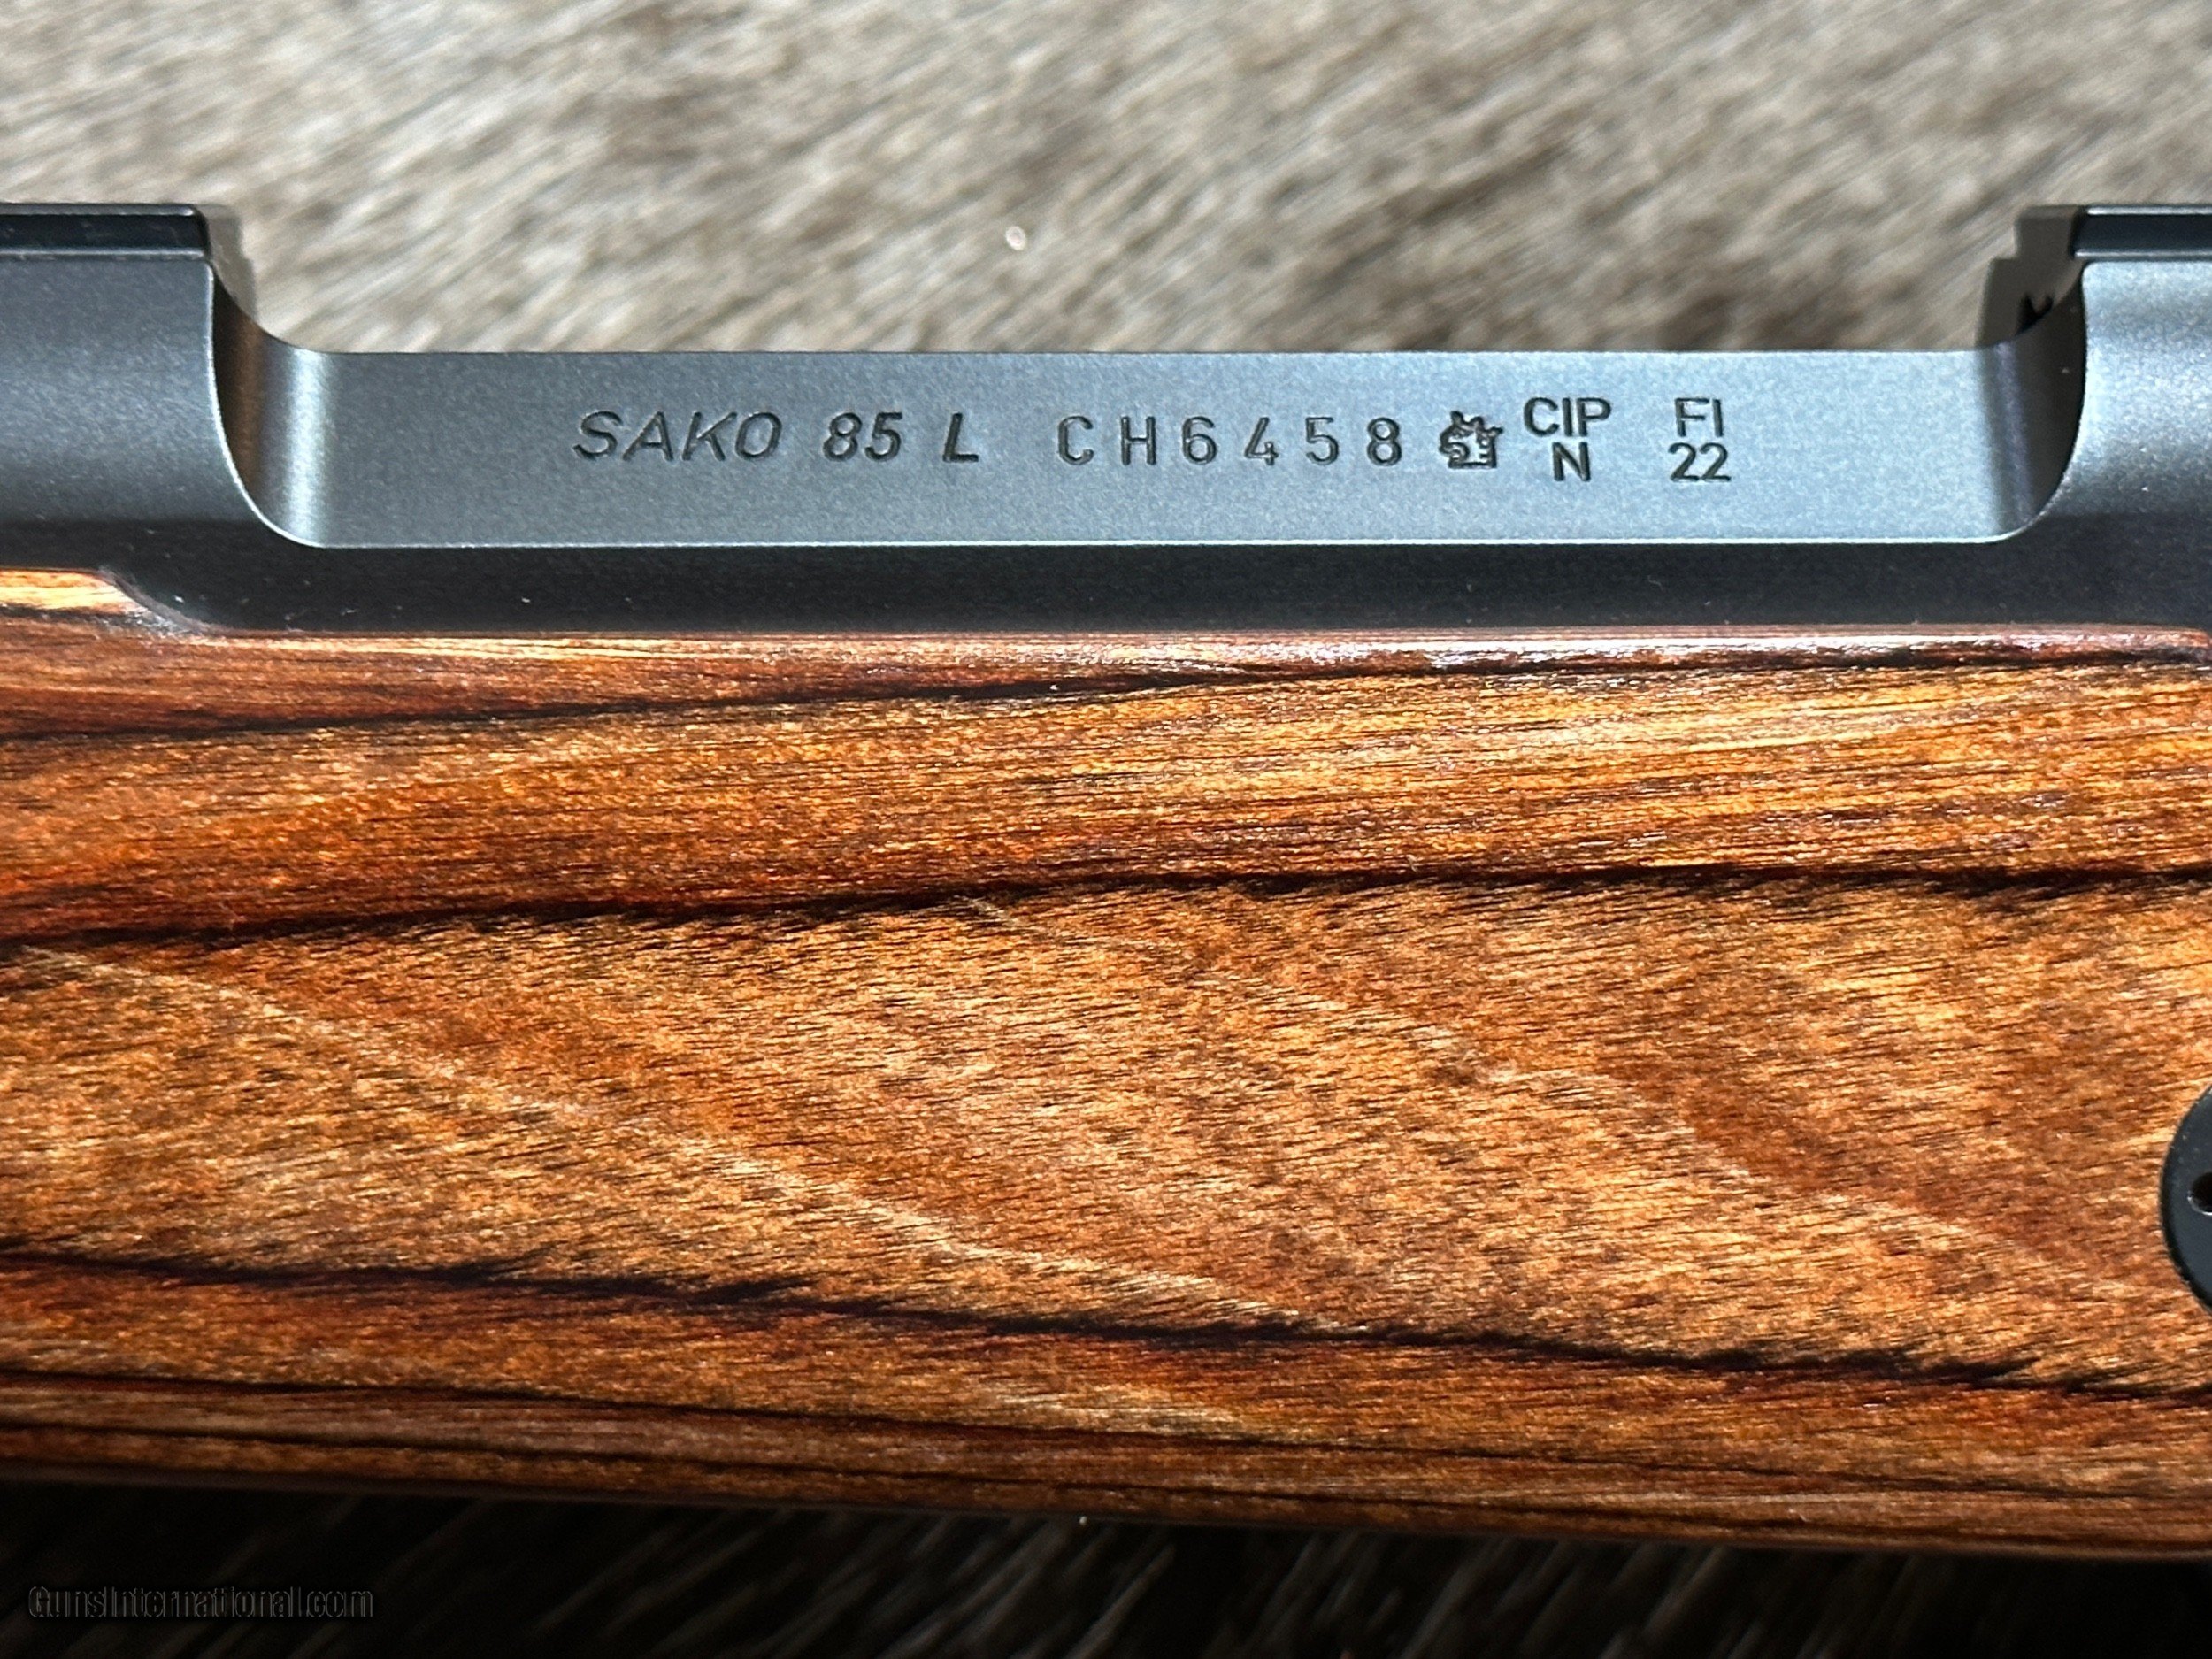 SAKO 85 L CH6458 CIP N FI 22
GunsInternational.com